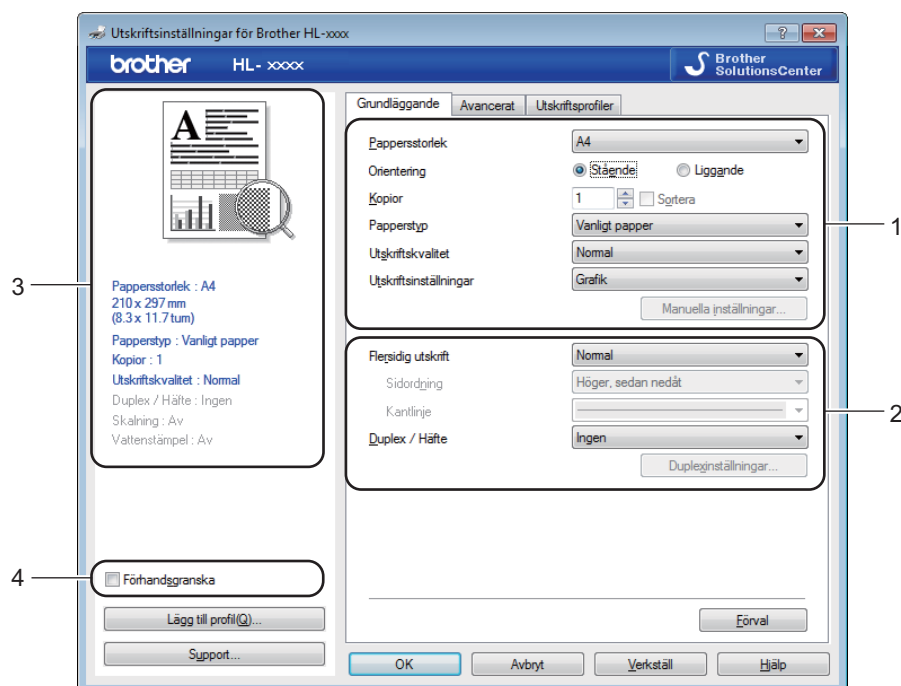 Utskriftsinställningar för Brother HL-xxxx
brother HL- xxxx
Brother
SolutionsCenter
A
Pappersstorlek : A4
210 x 297 mm
(8.3 x 11.7 tum)
Papperstyp : Vanligt papper
Kopior : 1
Utskriftskvalitet : Normal
Duplex / Häfte : Ingen
Skalning : Av
Vattenstämpel : Av
3
Förhandsgranska
4
Lägg till profil(Q)...
Support...
Grundläggande Avancerat Utskriftsprofiler
Pappersstorlek A4
Orientering Stående Liggande
Kopior 1 Sortera
Papperstyp Vanligt papper
Utskriftskvalitet Normal
Utskriftsinställningar Grafik
Manuella inställningar...
1
Flersidig utskrift Normal
Sidordning Höger, sedan nedåt
Kantlinje
Duplex / Häfte Ingen
Duplexinställningar...
2
Förval
OK Avbryt Verkställ Hjälp